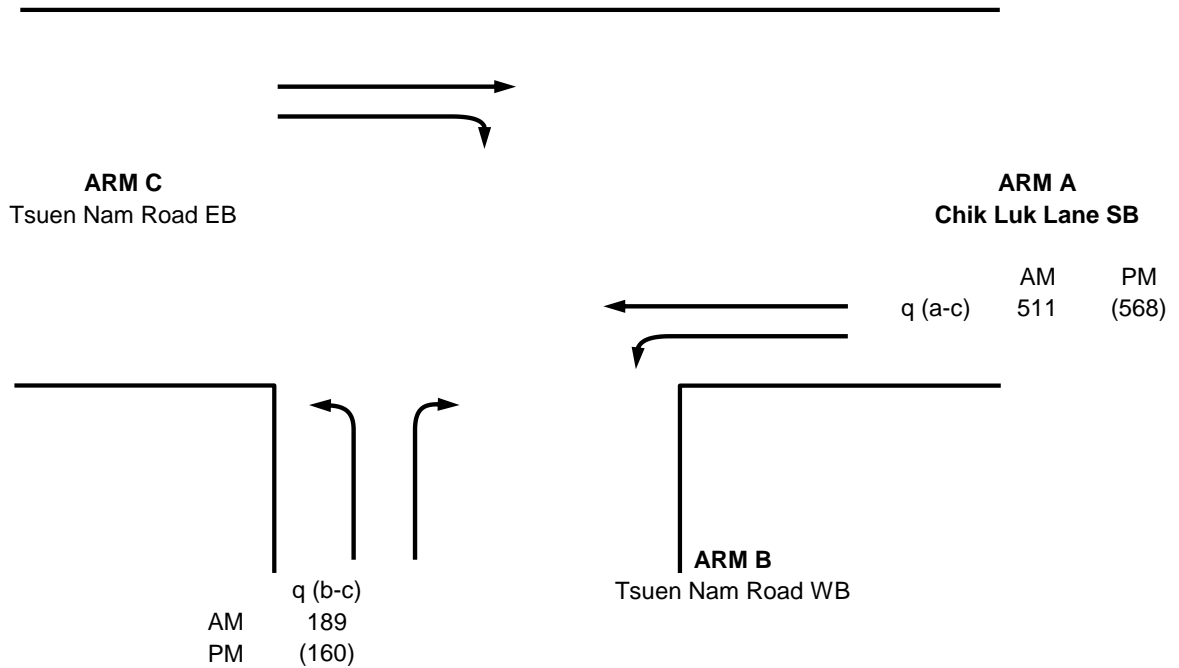 ARM C
Tsuen Nam Road EB
ARM A
Chik Luk Lane SB
AM PM
q (a-c) 511 (568)
ARM B
Tsuen Nam Road WB
q (b-c)
AM 189
PM (160)